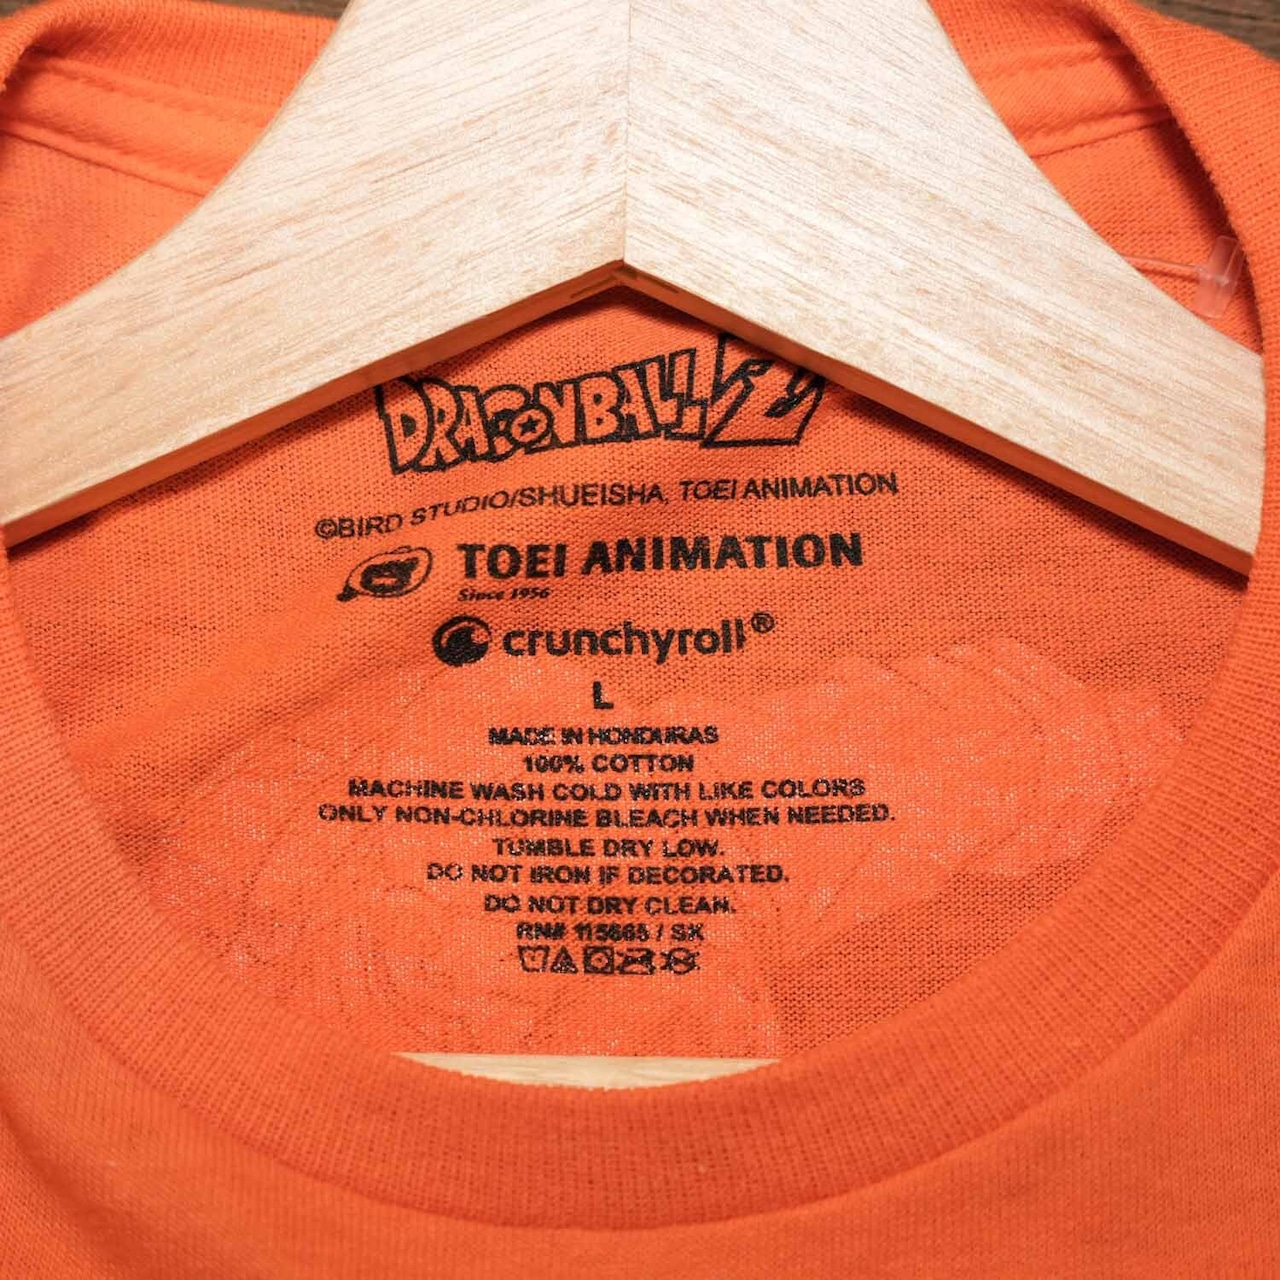 DRAGONBALL Z
©BIRD STUDIO/SHUEISHA, TOEI ANIMATION
TOEI ANIMATION
Since 1956
crunchyroll®
L
MADE IN HONDURAS
100% COTTON
MACHINE WASH COLD WITH LIKE COLORS
ONLY NON-CHLORINE BLEACH WHEN NEEDED.
TUMBLE DRY LOW.
DO NOT IRON IF DECORATED.
DO NOT DRY CLEAN.
RN# 115665 / SK